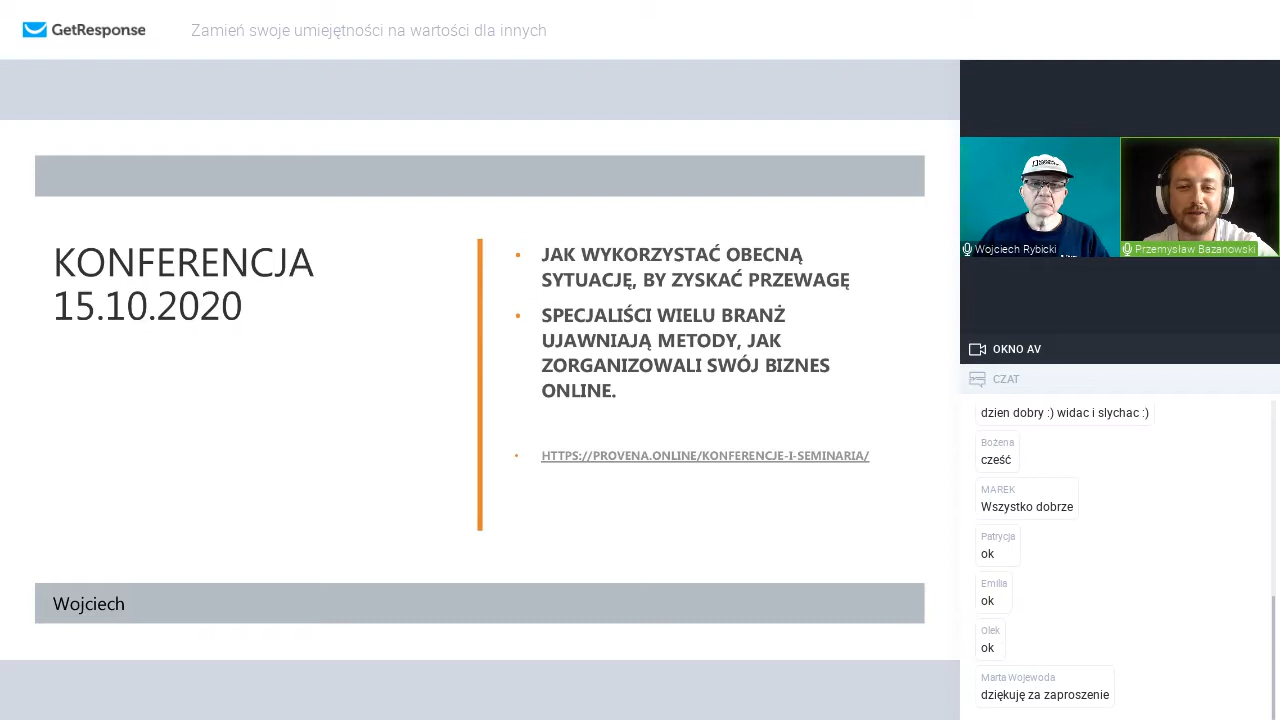 GetResponse
Zamień swoje umiejętności na wartości dla innych
KONFERENCJA
15.10.2020
• JAK WYKORZYSTAĆ OBECNĄ
SYTUACJĘ, BY ZYSKAĆ PRZEWAGĘ
• SPECJALIŚCI WIELU BRANŻ
UJAWNIAJĄ METODY, JAK
ZORGANIZOWALI SWÓJ BIZNES
ONLINE.
• HTTPS://PROVENA.ONLINE/KONFERENCJE-I-SEMINARIA/
Wojciech
Wojciech Rybicki
Przemysław Bazanowski
OKNO AV
CZAT
dzien dobry :) widac i slychac :)
Bożena
cześć
MAREK
Wszystko dobrze
Patrycja
ok
Emilia
ok
Olek
ok
Marta Wojewoda
dziękuję za zaproszenie